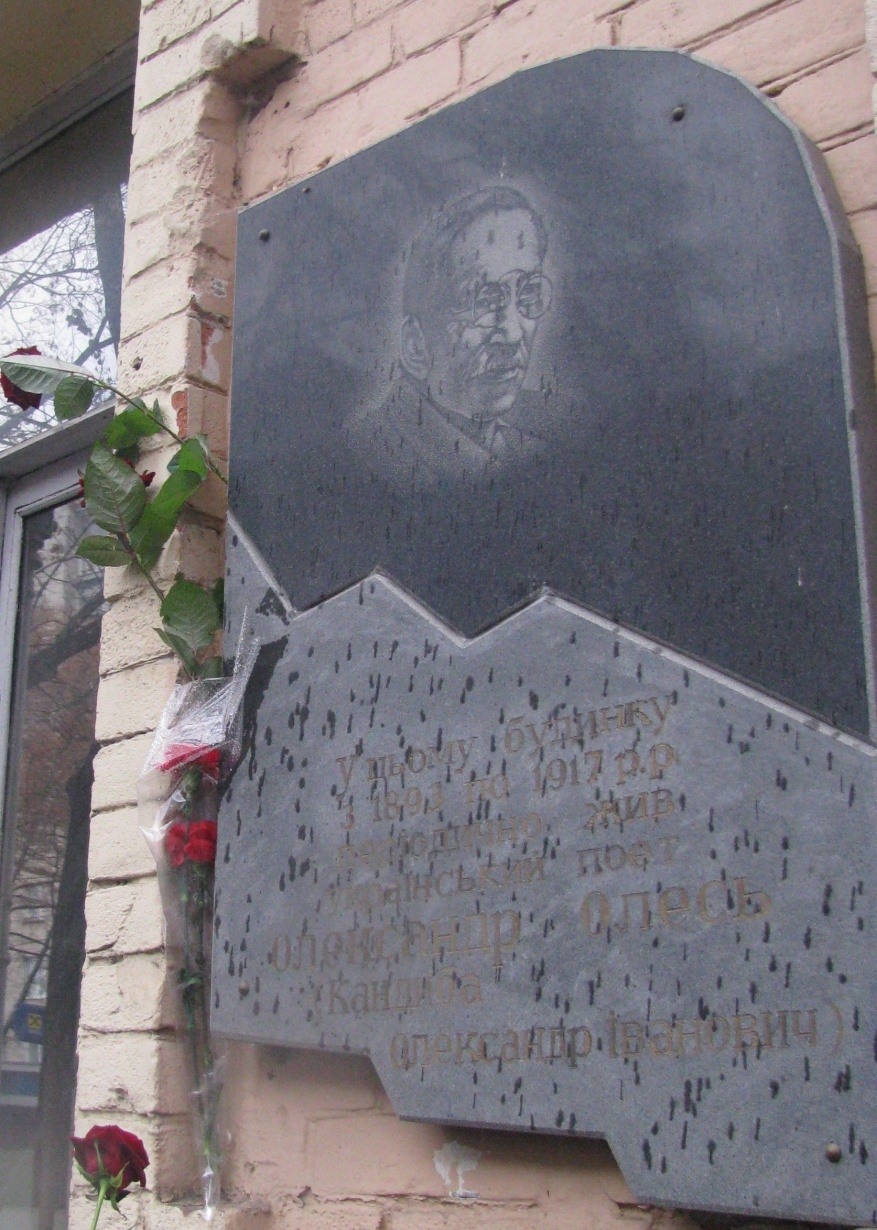 у цьому будинку
з 1893 по 1917 р.р.
періодично жив
український поет
олександр олесь
(кандиба
олександр іванович)